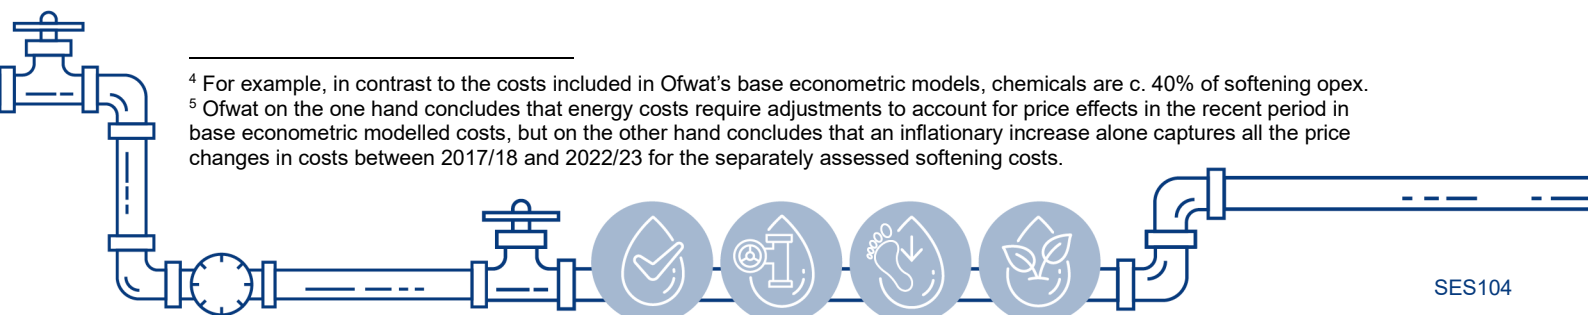 4 For example, in contrast to the costs included in Ofwat's base econometric models, chemicals are c. 40% of softening opex.
5 Ofwat on the one hand concludes that energy costs require adjustments to account for price effects in the recent period in
base econometric modelled costs, but on the other hand concludes that an inflationary increase alone captures all the price
changes in costs between 2017/18 and 2022/23 for the separately assessed softening costs.
SES104